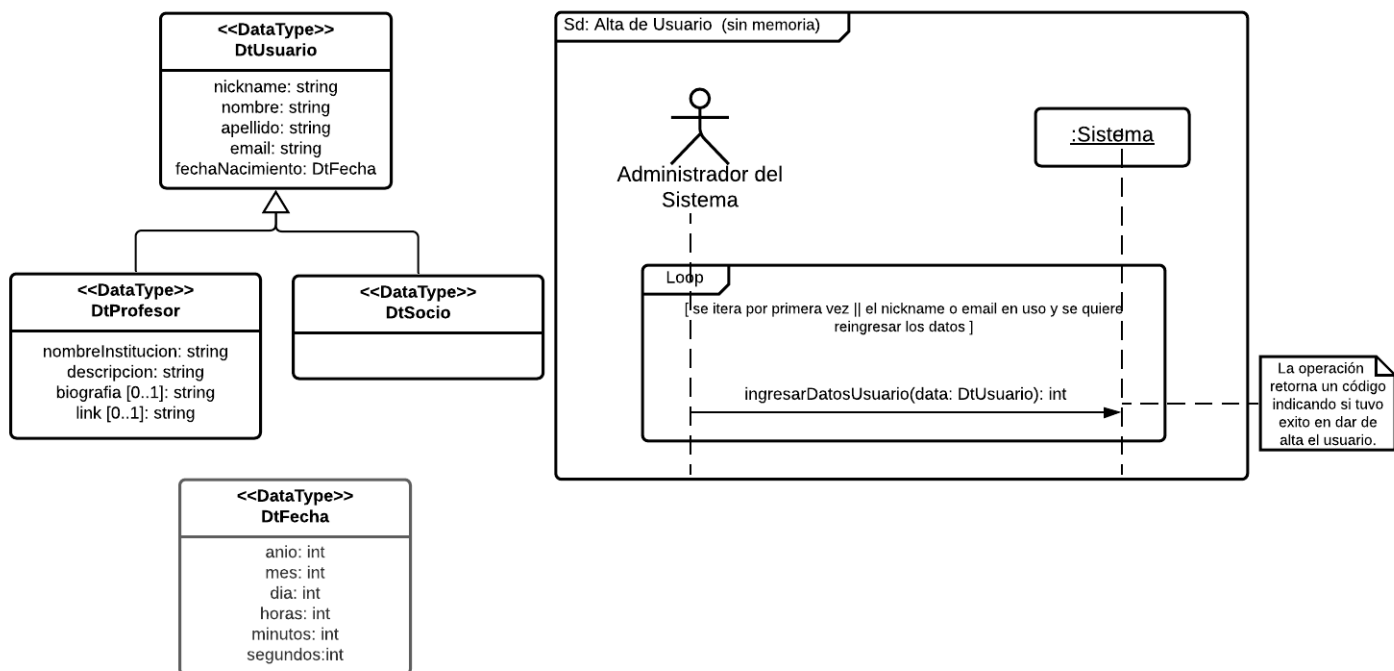 <<DataType>>
DtUsuario
nickname: string
nombre: string
apellido: string
email: string
fechaNacimiento: DtFecha
<<DataType>>
DtProfesor
nombreInstitucion: string
descripcion: string
biografia [0..1]: string
link [0..1]: string
<<DataType>>
DtSocio
<<DataType>>
DtFecha
anio: int
mes: int
dia: int
horas: int
minutos: int
segundos:int
Sd: Alta de Usuario (sin memoria)
Administrador del
Sistema
:Sistema
Loop
[ se itera por primera vez || el nickname o email en uso y se quiere
reingresar los datos ]
ingresarDatosUsuario(data: DtUsuario): int
La operación
retorna un código
indicando si tuvo
exito en dar de
alta el usuario.